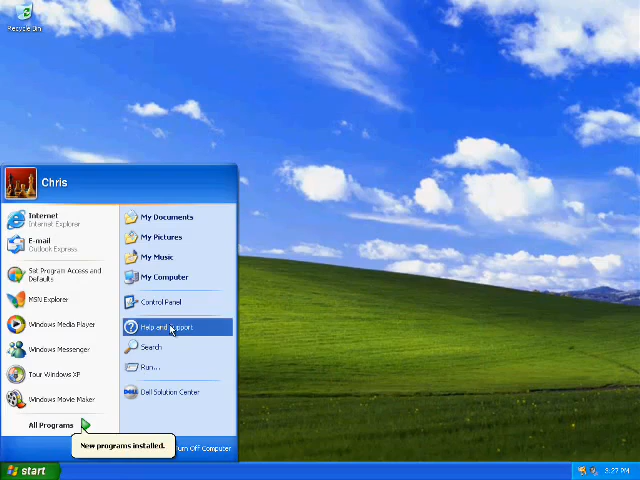 Recycle Bin
Chris
Internet
Internet Explorer
E-mail
Outlook Express
Set Program Access and
Defaults
MSN Explorer
Windows Media Player
Windows Messenger
Tour Windows XP
Windows Movie Maker
All Programs
My Documents
My Pictures
My Music
My Computer
Control Panel
Help and Support
Search
Run...
DELL Dell Solution Center
New programs installed.
Turn Off Computer
start
3:27 PM